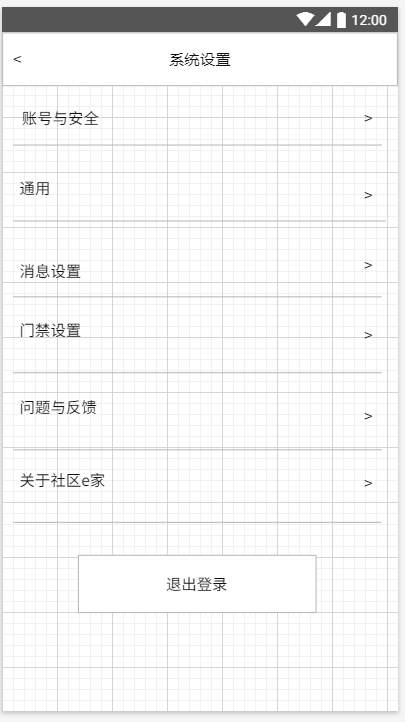 12:00
< 系统设置
账号与安全 >
通用 >
消息设置 >
门禁设置 >
问题与反馈 >
关于社区e家 >
退出登录